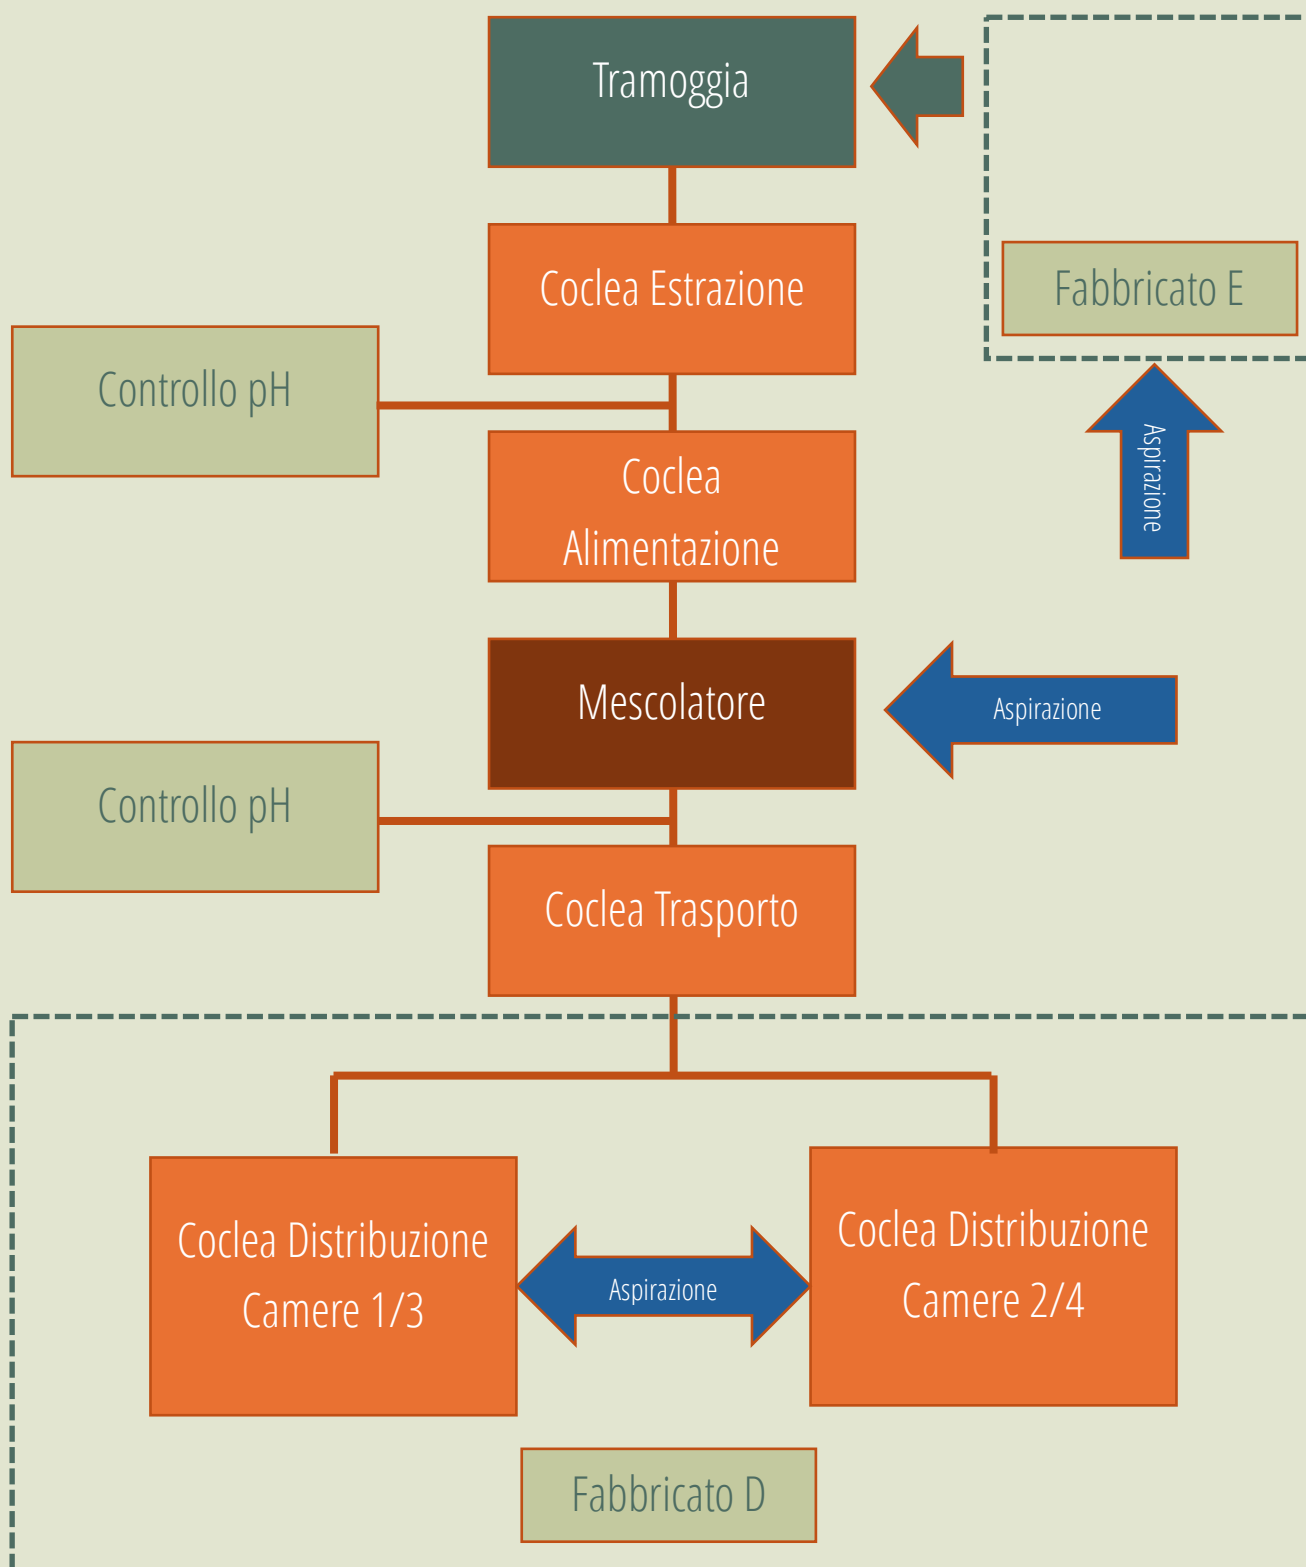 Tramoggia
Coclea Estrazione
Fabbricato E
Controllo pH
Coclea
Alimentazione
Aspirazione
Mescolatore
Aspirazione
Controllo pH
Coclea Trasporto
Coclea Distribuzione
Camere 1/3
Aspirazione
Coclea Distribuzione
Camere 2/4
Fabbricato D